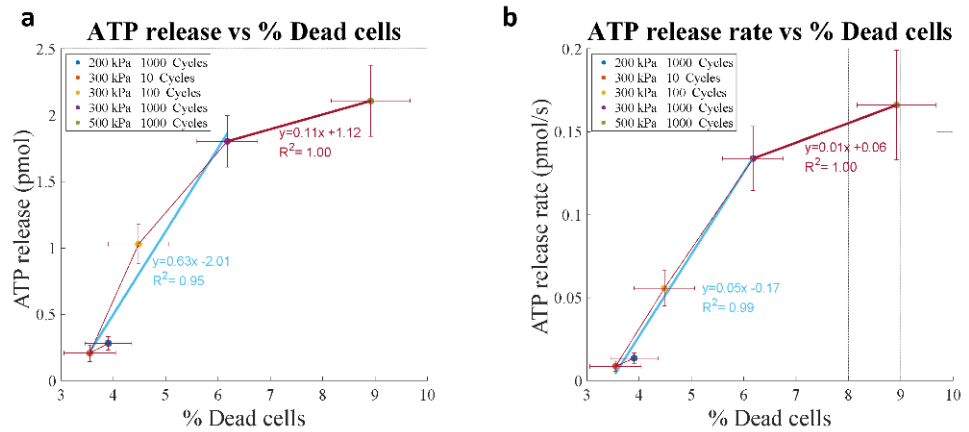 a
ATP release vs % Dead cells
2.5
2
1.5
1
0.5
0
ATP release (pmol)
200 kPa 1000 Cycles
300 kPa 10 Cycles
300 kPa 100 Cycles
300 kPa 1000 Cycles
500 kPa 1000 Cycles
y=0.11x +1.12
R²= 1.00
y=0.63x -2.01
R²= 0.95
3 4 5 6 7 8 9 10
% Dead cells
b
ATP release rate vs % Dead cells
0.2
0.15
0.1
0.05
0
ATP release rate (pmol/s)
200 kPa 1000 Cycles
300 kPa 10 Cycles
300 kPa 100 Cycles
300 kPa 1000 Cycles
500 kPa 1000 Cycles
y=0.01x +0.06
R²= 1.00
y=0.05x -0.17
R²= 0.99
3 4 5 6 7 8 9 10
% Dead cells